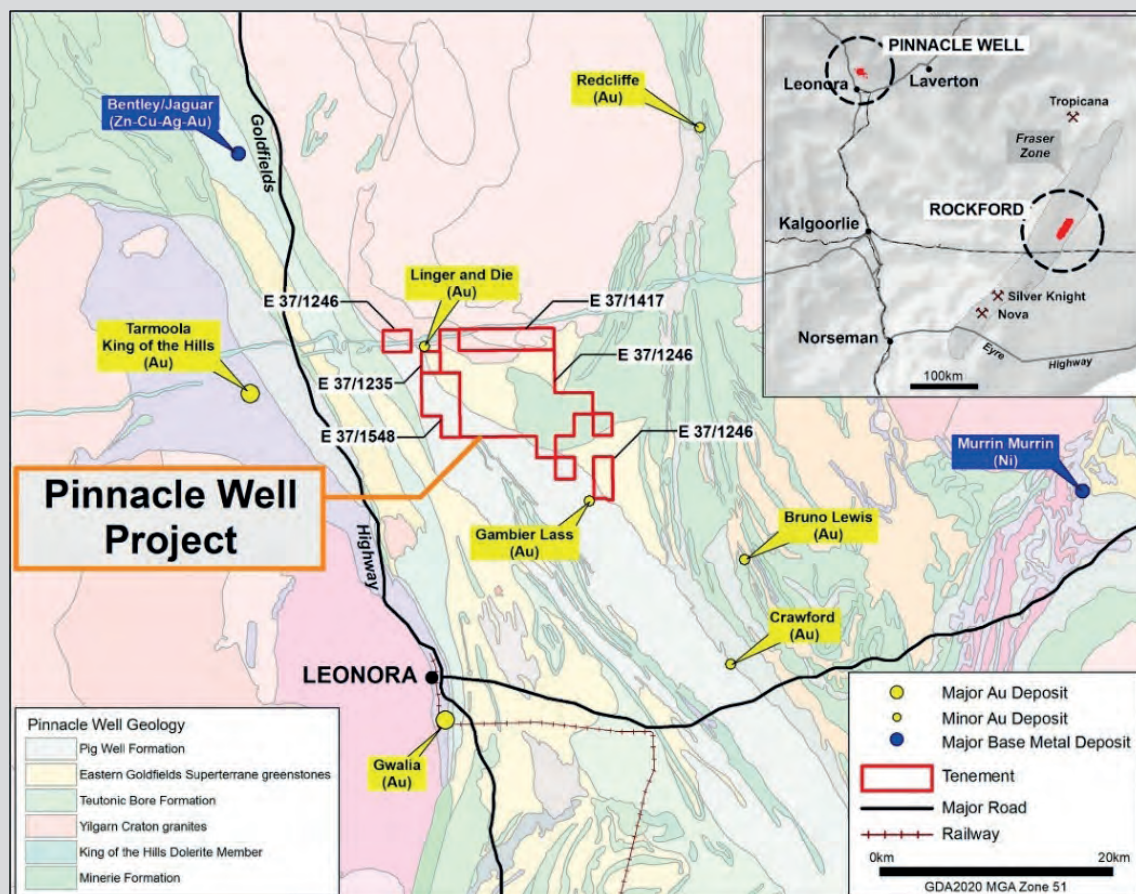 Bentley/Jaguar
(Zn-Cu-Ag-Au)
Goldfields
Highway
Redcliffe
(Au)
Linger and Die
(Au)
E 37/1246
E 37/1417
Tarmoola
King of the Hills
(Au)
E 37/1246
E 37/1235
E 37/1548
E 37/1246
Pinnacle Well
Project
Gambier Lass
(Au)
Bruno Lewis
(Au)
Murrin Murrin
(Ni)
Crawford
(Au)
LEONORA
Gwalia
(Au)
PINNACLE WELL
Leonora
Laverton
Tropicana
Fraser
Zone
ROCKFORD
Kalgoorlie
Silver Knight
Nova
Norseman
Eyre
Highway
100km
Pinnacle Well Geology
Pig Well Formation
Eastern Goldfields Superterrane greenstones
Teutonic Bore Formation
Yilgarn Craton granites
King of the Hills Dolerite Member
Minerie Formation
Major Au Deposit
Minor Au Deposit
Major Base Metal Deposit
Tenement
Major Road
Railway
0km 20km
GDA2020 MGA Zone 51